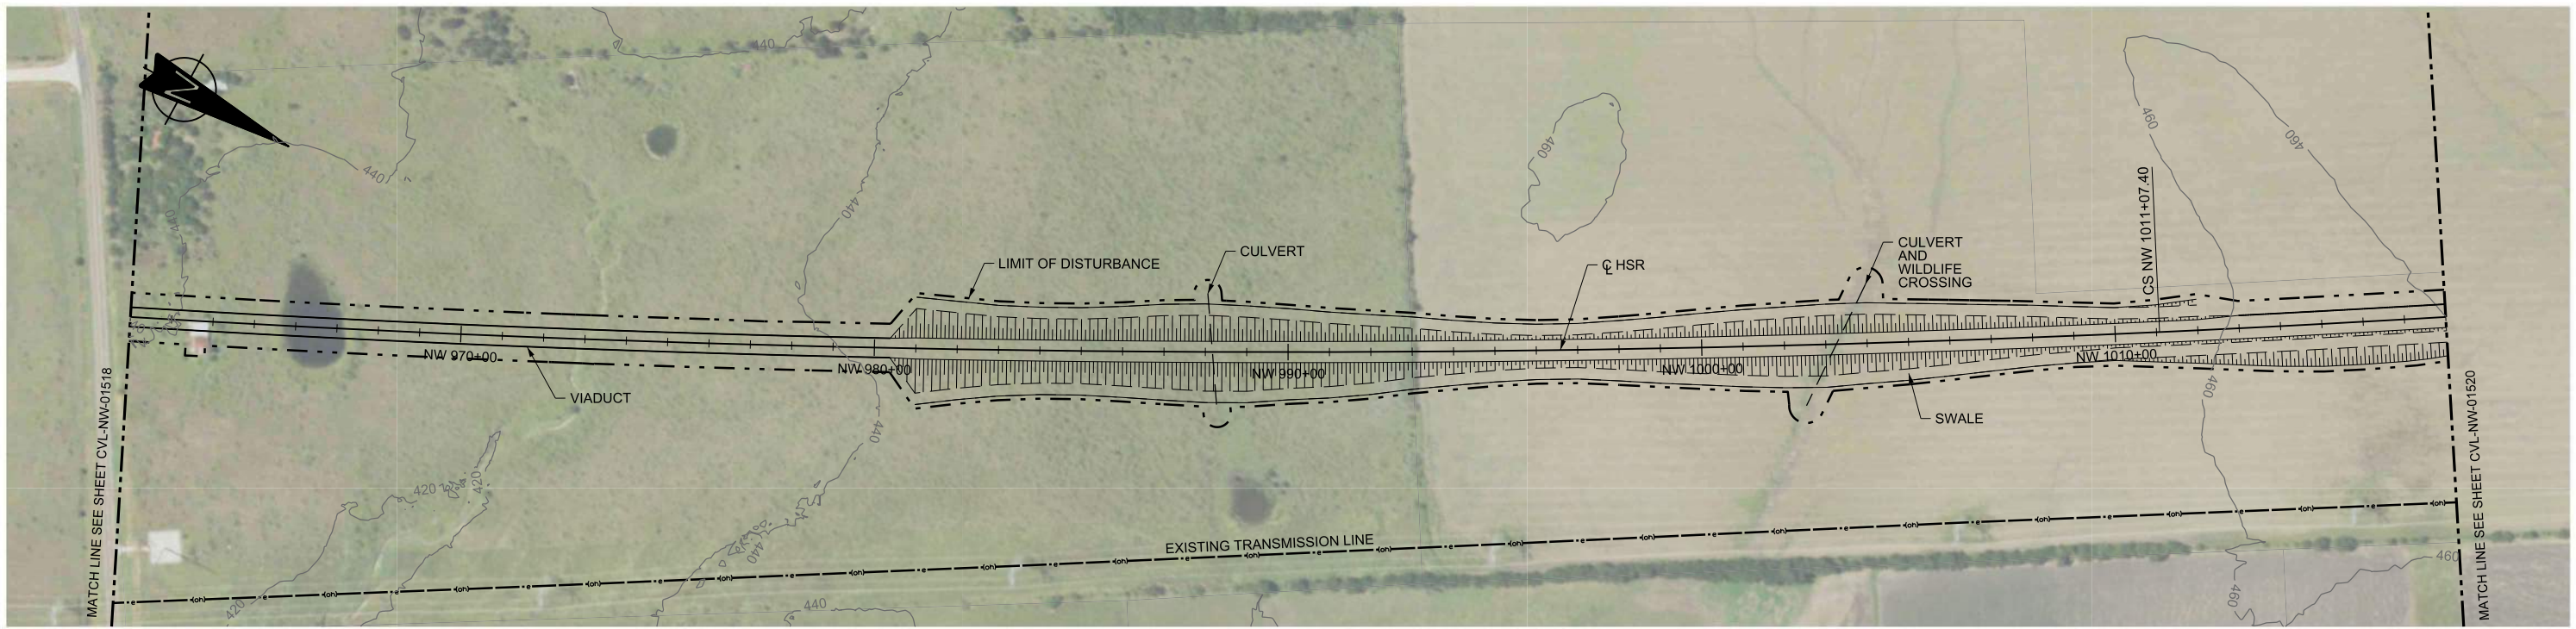 440
N
440
440
440
460
460
460
CS NW 1011+07.40
LIMIT OF DISTURBANCE
CULVERT
℄ HSR
CULVERT
AND
WILDLIFE
CROSSING
NW 970+00
NW 980+00
NW 990+00
NW 1000+00
NW 1010+00
VIADUCT
SWALE
440
460
420
420
440
EXISTING TRANSMISSION LINE
420
440
460
460
MATCH LINE SEE SHEET CVL-NW-01518
MATCH LINE SEE SHEET CVL-NW-01520